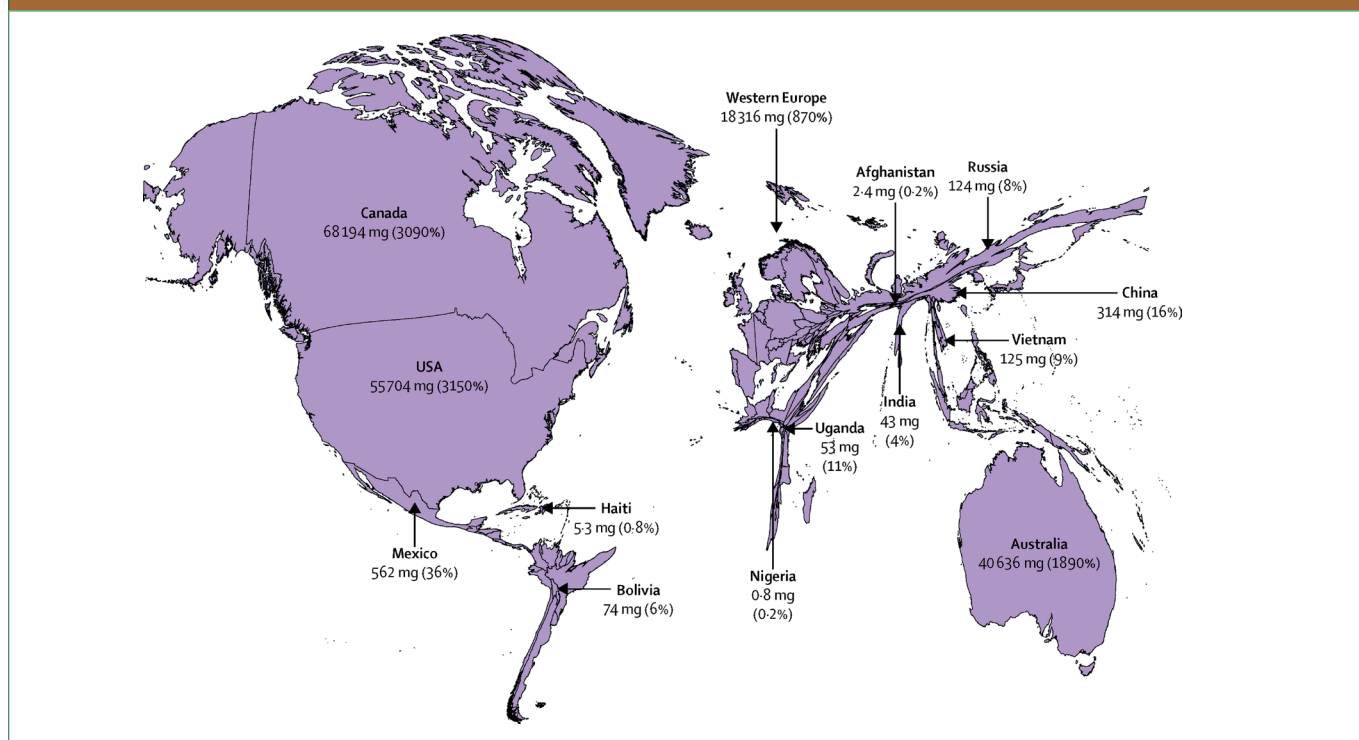 Western Europe
18 316 mg (870%)
Afghanistan
2·4 mg (0·2%)
Russia
124 mg (8%)
Canada
68 194 mg (3090%)
China
314 mg (16%)
Vietnam
125 mg (9%)
USA
55 704 mg (3150%)
India
43 mg
(4%)
Uganda
53 mg
(11%)
Haiti
5·3 mg (0·8%)
Mexico
562 mg (36%)
Australia
40 636 mg (1890%)
Nigeria
0·8 mg
(0·2%)
Bolivia
74 mg (6%)